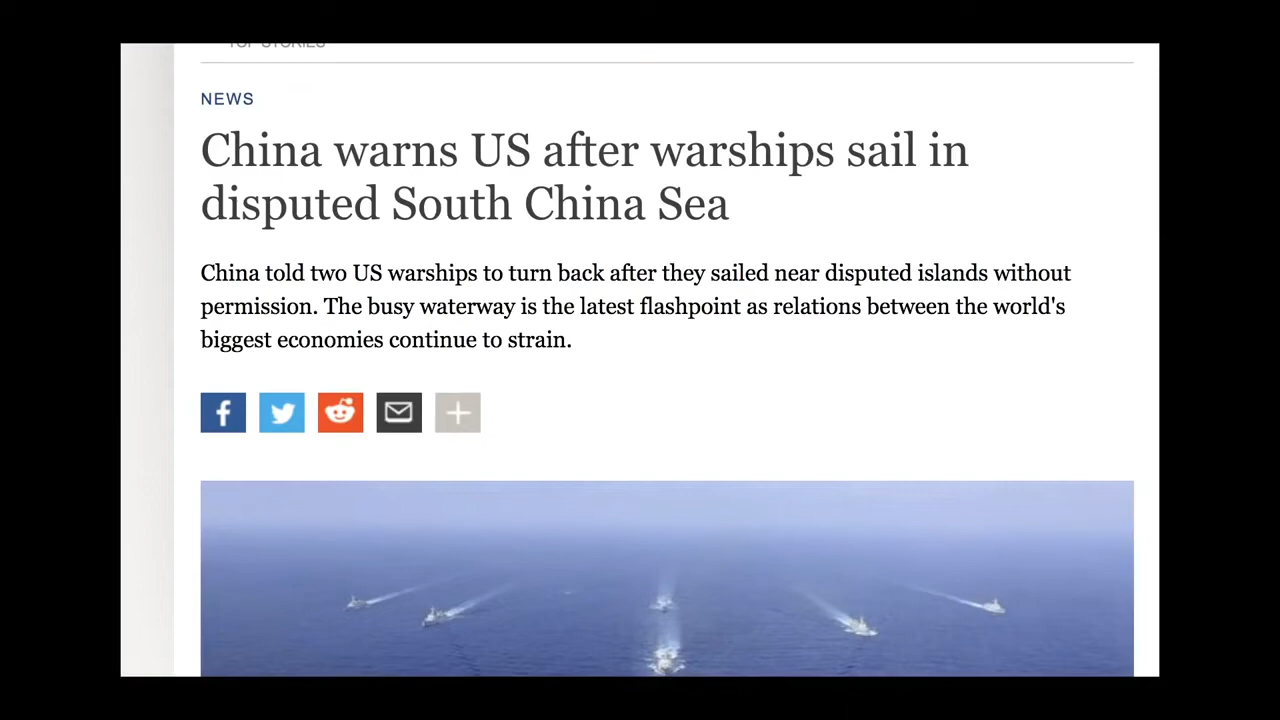 TOP STORIES
NEWS
China warns US after warships sail in
disputed South China Sea
China told two US warships to turn back after they sailed near disputed islands without
permission. The busy waterway is the latest flashpoint as relations between the world's
biggest economies continue to strain.